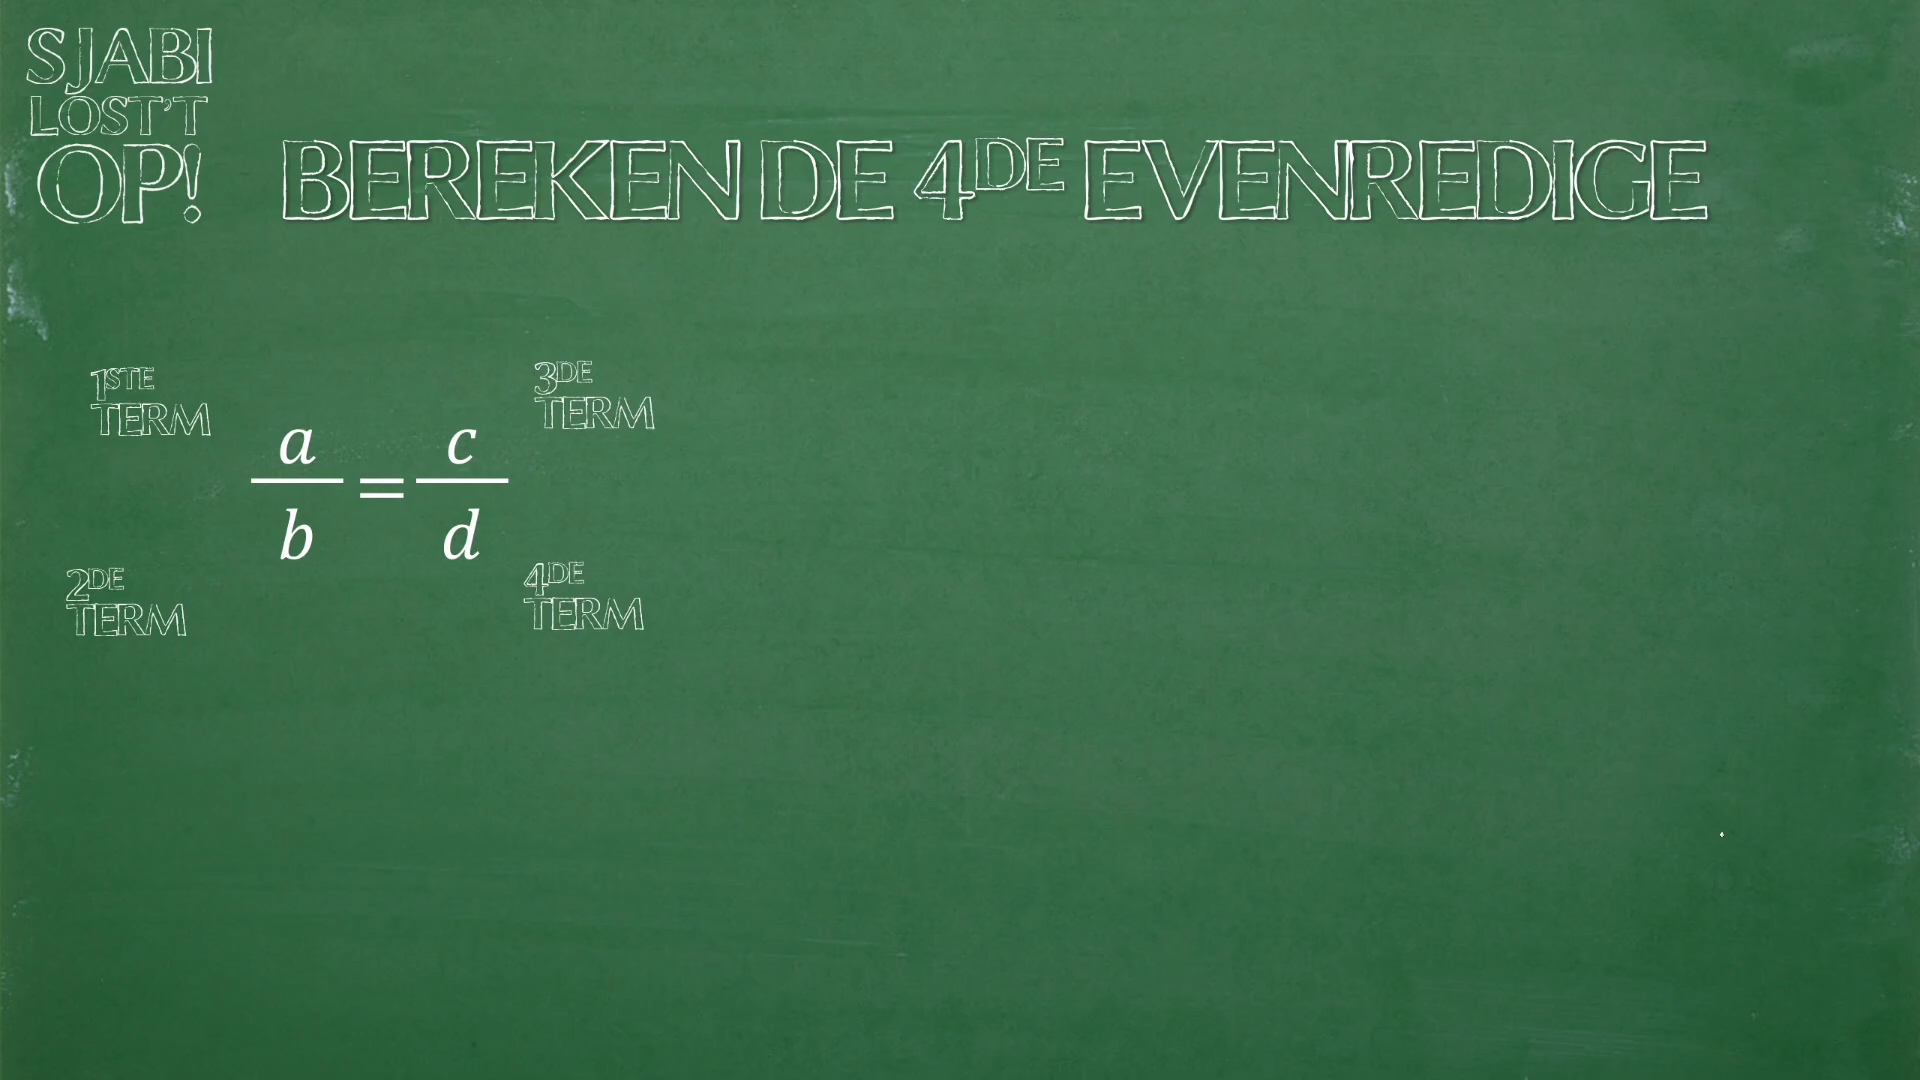 SJABI
LOST'T
OP!
BEREKEN DE 4DE EVENREDIGE
1STE
TERM
3DE
TERM
a/b = c/d
2DE
TERM
4DE
TERM